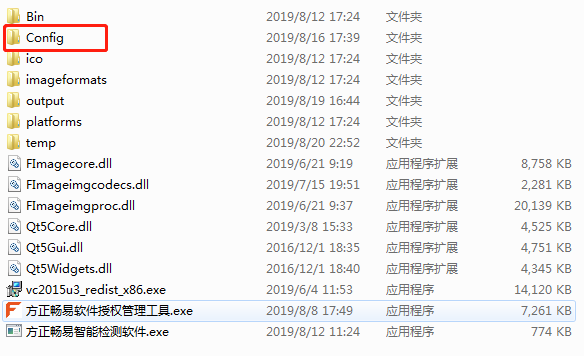 Bin 2019/8/12 17:24 文件夹
Config 2019/8/16 17:39 文件夹
ico 2019/8/12 17:24 文件夹
imageformats 2019/8/12 17:24 文件夹
output 2019/8/19 16:44 文件夹
platforms 2019/8/12 17:24 文件夹
temp 2019/8/20 22:52 文件夹
FImagecore.dll 2019/6/21 9:19 应用程序扩展 8,758 KB
FImageimgcodecs.dll 2019/7/15 19:51 应用程序扩展 2,281 KB
FImageimgproc.dll 2019/6/21 9:37 应用程序扩展 20,139 KB
Qt5Core.dll 2019/3/8 15:33 应用程序扩展 4,525 KB
Qt5Gui.dll 2016/12/1 18:35 应用程序扩展 4,751 KB
Qt5Widgets.dll 2016/12/1 18:40 应用程序扩展 4,345 KB
vc2015u3_redist_x86.exe 2019/6/4 11:53 应用程序 14,120 KB
方正畅易软件授权管理工具.exe 2019/8/8 17:49 应用程序 7,261 KB
方正畅易智能检测软件.exe 2019/8/12 11:24 应用程序 774 KB